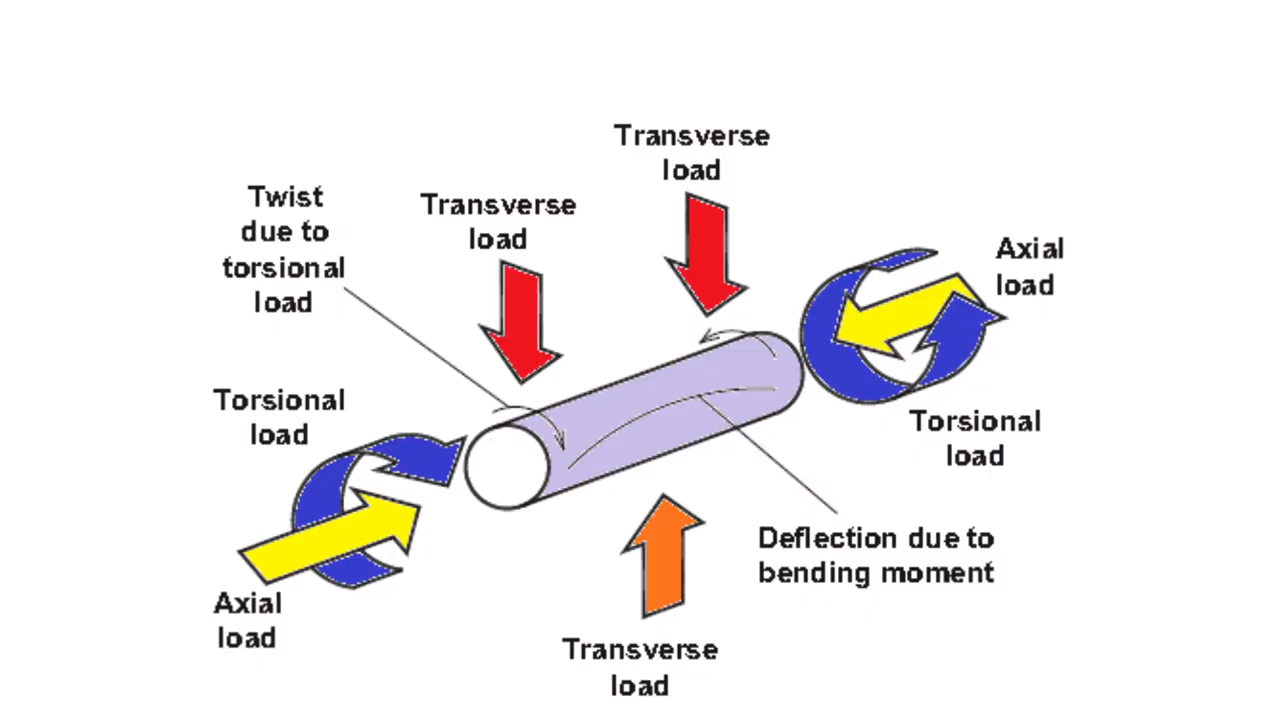 Transverse
load
Twist
due to
torsional
load
Transverse
load
Axial
load
Torsional
load
Torsional
load
Deflection due to
bending moment
Axial
load
Transverse
load